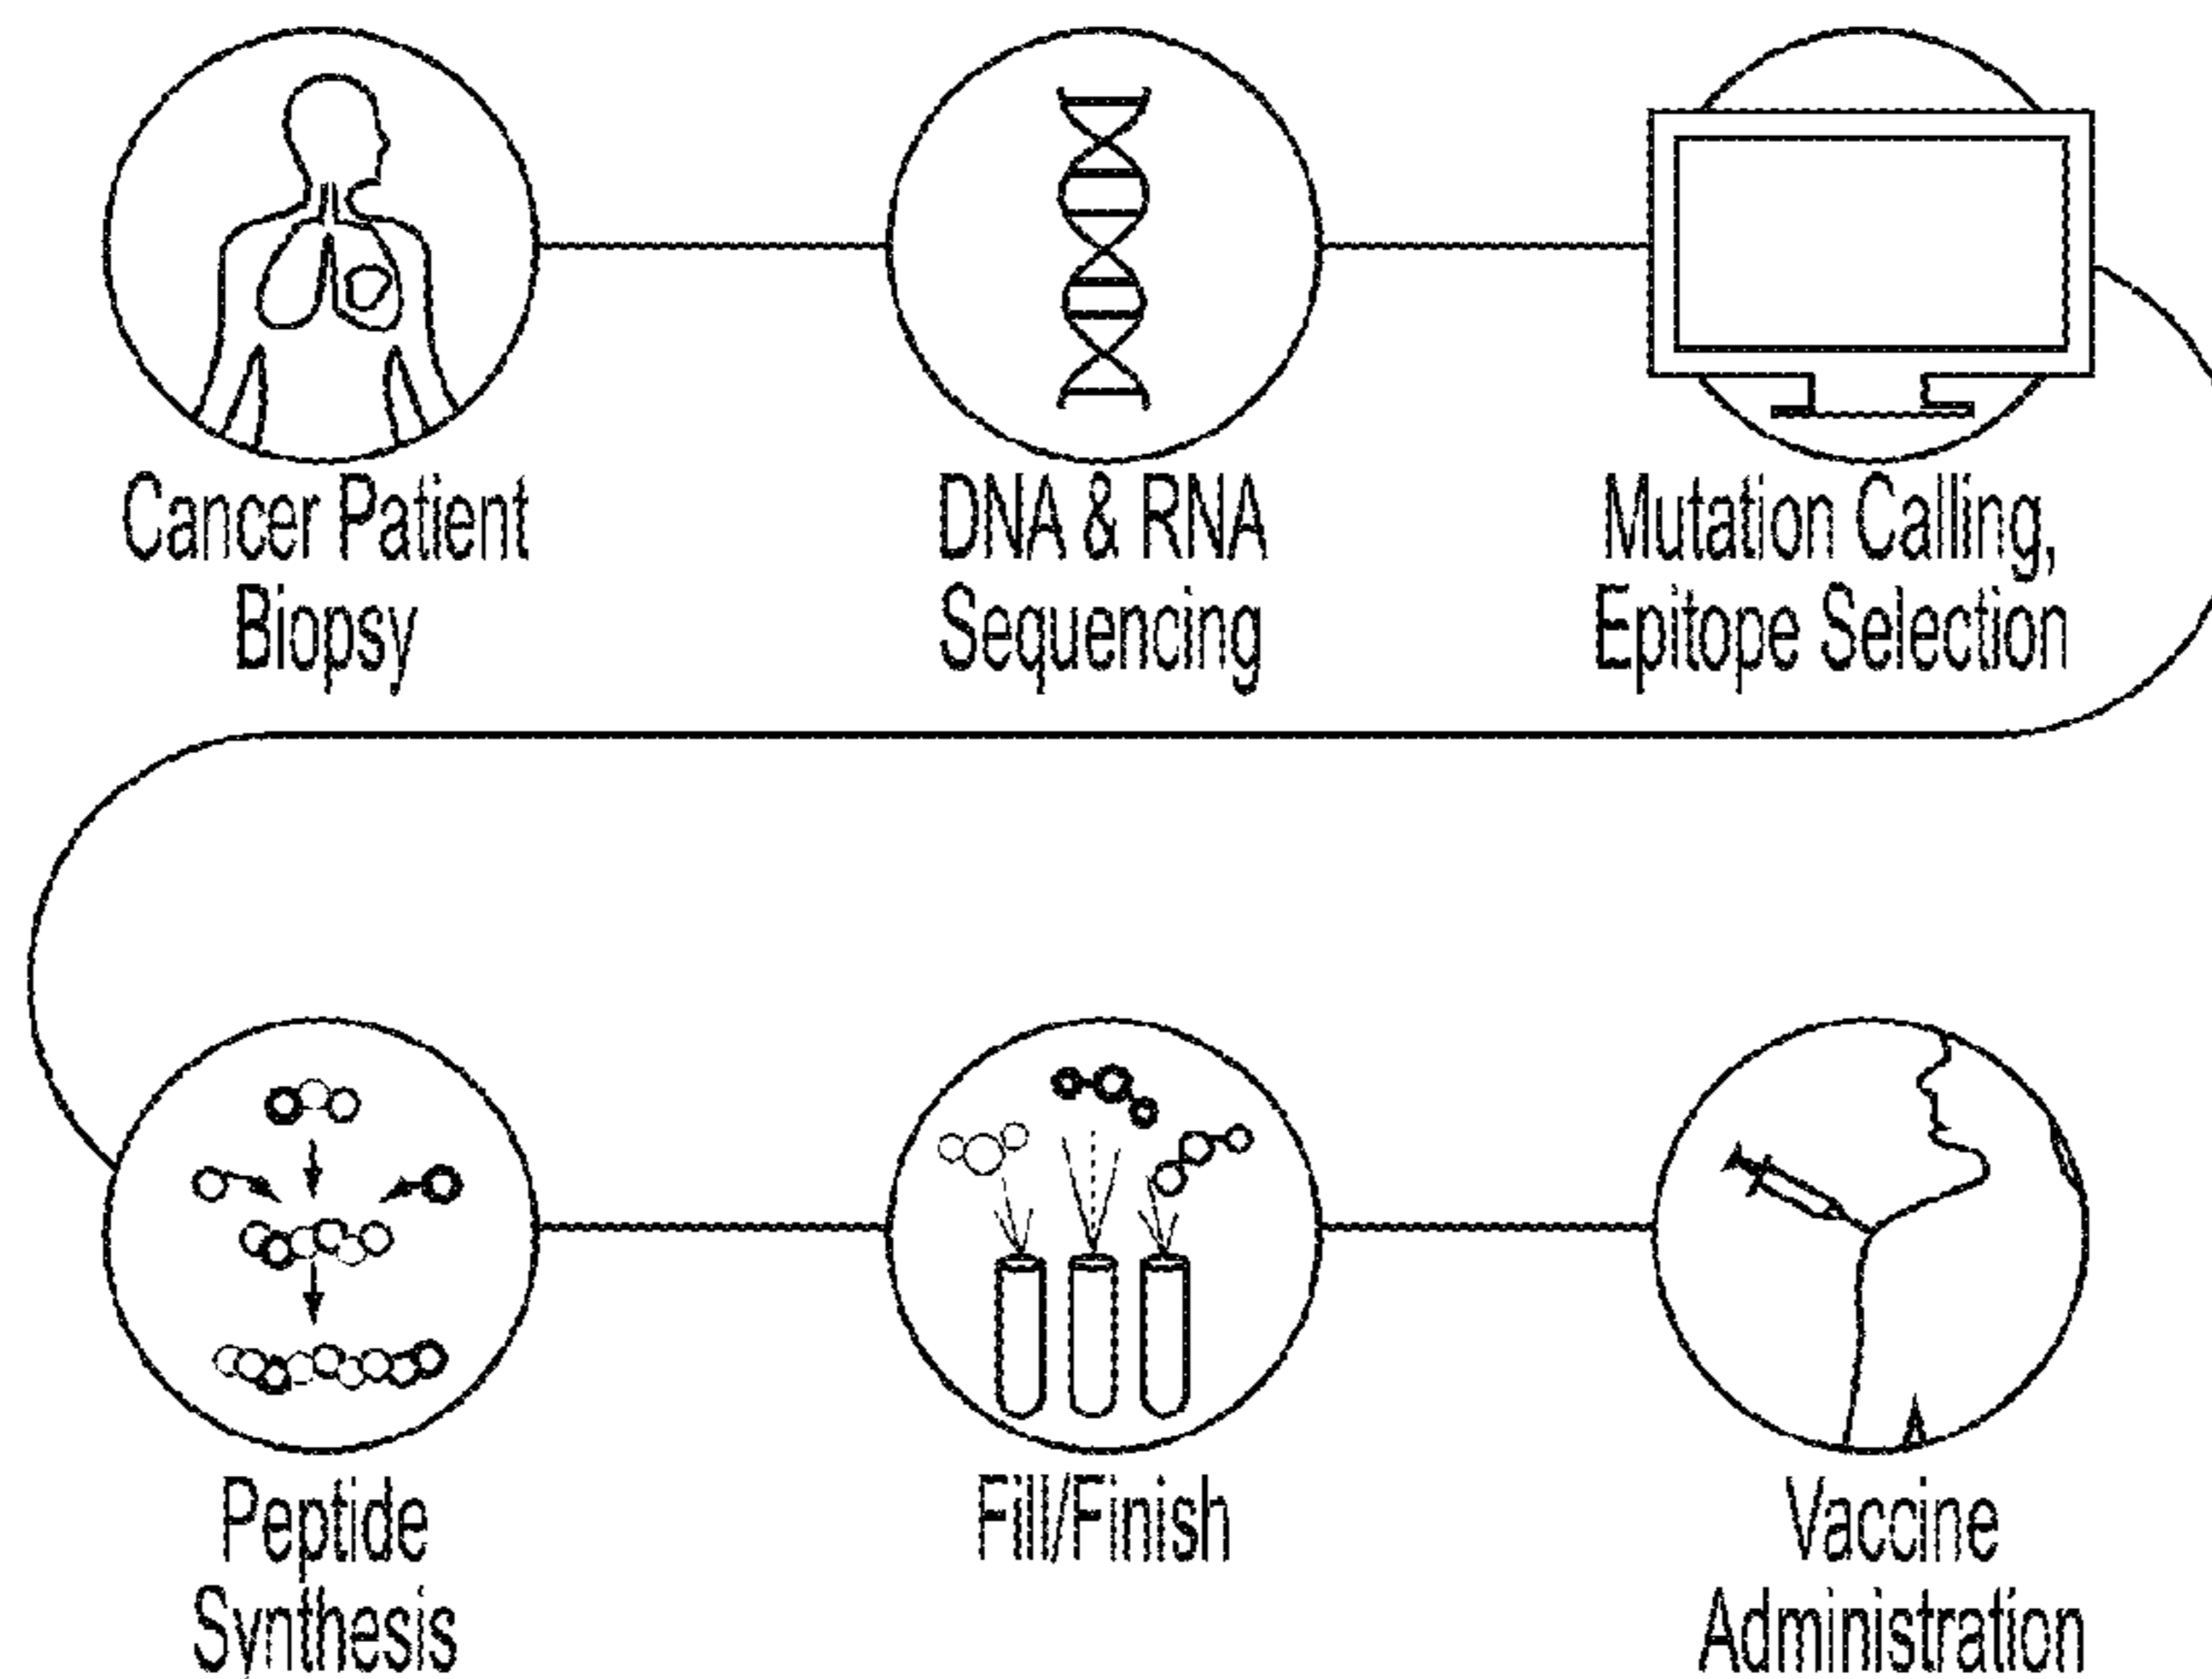 Cancer Patient
Biopsy
DNA & RNA
Sequencing
Mutation Calling,
Epitope Selection
Peptide
Synthesis
Fill/Finish
Vaccine
Administration